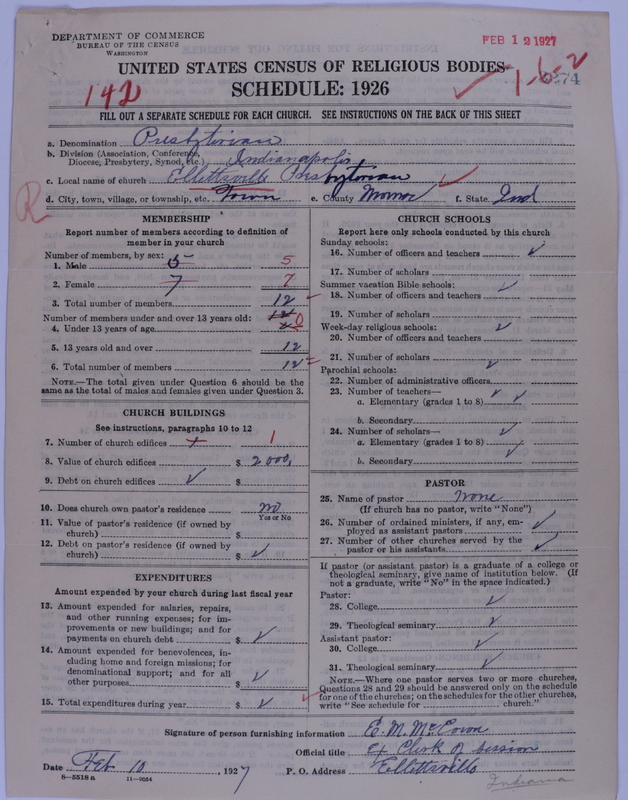 DEPARTMENT OF COMMERCE
BUREAU OF THE CENSUS
WASHINGTON
FEB 12 1927
UNITED STATES CENSUS OF RELIGIOUS BODIES
SCHEDULE: 1926
142
1-6-2
FILL OUT A SEPARATE SCHEDULE FOR EACH CHURCH. SEE INSTRUCTIONS ON THE BACK OF THIS SHEET
a. Denomination Presbyterian
b. Division (Association, Conference, Diocese, Presbytery, Synod, etc.) Indianapolis
c. Local name of church Ellettsville Presbyterian
R
d. City, town, village, or township, etc. Town e. County Monroe f. State Ind
MEMBERSHIP
Report number of members according to definition of
member in your church
Number of members, by sex:
1. Male 5 5
2. Female 7 7
3. Total number of members 12
Number members under and over 13 years old: 12
4. Under 13 years of age 0
5. 13 years old and over 12
6. Total number of members 12
NOTE.—The total given under Question 6 should be the
same as the total of males and females given under Question 3.
CHURCH BUILDINGS
See instructions, paragraphs 10 to 12
7. Number of church edifices 1
8. Value of church edifices $ 2000,
9. Debt on church edifices ✓ $
10. Does church own pastor's residence no
Yes or No
11. Value of pastor's residence (if owned by
church) $
12. Debt on pastor's residence (if owned by
church) $ ✓
EXPENDITURES
Amount expended by your church during last fiscal year
13. Amount expended for salaries, repairs,
and other running expenses; for im-
provements or new buildings; and for
payments on church debt $ ✓
14. Amount expended for benevolences, in-
cluding home and foreign missions; for
denominational support; and for all
other purposes $ ✓
15. Total expenditures during year $ ✓
CHURCH SCHOOLS
Report here only schools conducted by this church
Sunday schools:
16. Number of officers and teachers ✓
17. Number of scholars
Summer vacation Bible schools: ✓
18. Number of officers and teachers
19. Number of scholars
Week-day religious schools: ✓
20. Number of officers and teachers
21. Number of scholars ✓
Parochial schools:
22. Number of administrative officers
23. Number of teachers— ✓ ✓
a. Elementary (grades 1 to 8)
b. Secondary
24. Number of scholars— ✓
a. Elementary (grades 1 to 8)
b. Secondary ✓
PASTOR
25. Name of pastor None
(If church has no pastor, write "None")
26. Number of ordained ministers, if any, em-
ployed as assistant pastors ✓
27. Number of other churches served by the
pastor or his assistants ✓
If pastor (or assistant pastor) is a graduate of a college or
theological seminary, give name of institution below. (If
not a graduate, write "No" in the space indicated.)
Pastor:
28. College ✓
29. Theological seminary ✓
Assistant pastor:
30. College ✓
31. Theological seminary ✓
NOTE.—Where one pastor serves two or more churches,
Questions 28 and 29 should be answered only on the schedule
for one of the churches; on the schedules for the other churches,
write "See schedule for church."
Signature of person furnishing information E. M. McCown
Official title Ex Clerk of Session
Date Feb 10, 1927 P. O. Address Ellettsville
8—5518a 11—9054 Indiana